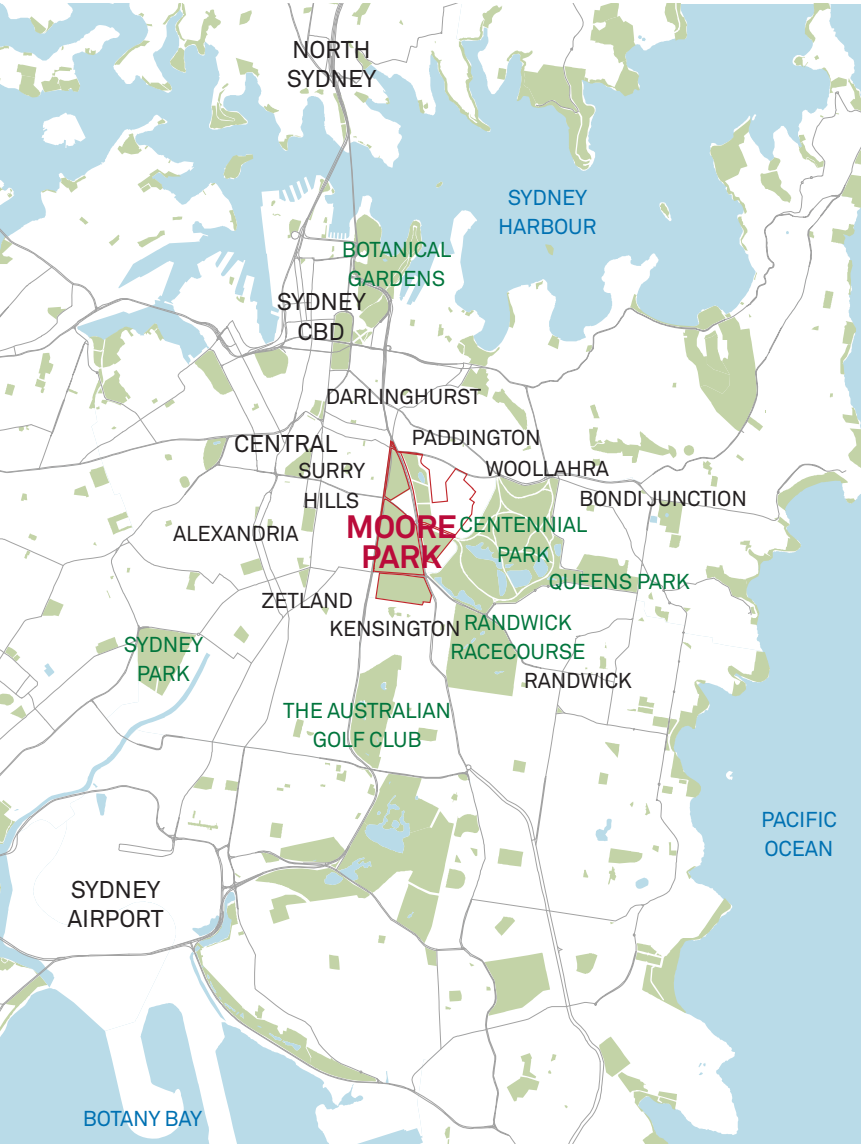 NORTH
SYDNEY
SYDNEY
HARBOUR
BOTANICAL
GARDENS
SYDNEY
CBD
DARLINGHURST
CENTRAL
PADDINGTON
SURRY
HILLS
WOOLLAHRA
BONDI JUNCTION
ALEXANDRIA
MOORE
PARK
CENTENNIAL
PARK
QUEENS PARK
ZETLAND
KENSINGTON
RANDWICK
RACECOURSE
SYDNEY
PARK
RANDWICK
THE AUSTRALIAN
GOLF CLUB
PACIFIC
OCEAN
SYDNEY
AIRPORT
BOTANY BAY